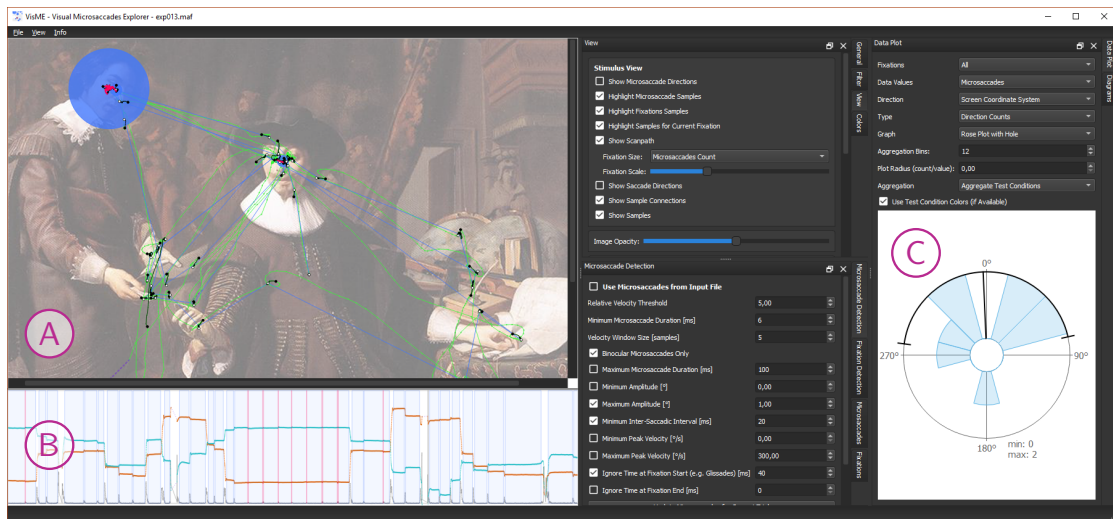 VisME - Visual Microsaccades Explorer - exp013.maf
File View Info
A
B
View
Stimulus View
Show Microsaccade Directions
Highlight Microsaccade Samples
Highlight Fixations Samples
Highlight Samples for Current Fixation
Show Scanpath
Fixation Size: Microsaccades Count
Fixation Scale:
Show Saccade Directions
Show Sample Connections
Show Samples
Image Opacity:
General
Filter
View
Colors
Microsaccade Detection
Use Microsaccades from Input File
Relative Velocity Threshold 5,00
Minimum Microsaccade Duration [ms] 6
Velocity Window Size [samples] 5
Binocular Microsaccades Only
Maximum Microsaccade Duration [ms] 100
Minimum Amplitude [°] 0,00
Maximum Amplitude [°] 1,00
Minimum Inter-Saccadic Interval [ms] 20
Minimum Peak Velocity [°/s] 0,00
Maximum Peak Velocity [°/s] 300,00
Ignore Time at Fixation Start (e.g. Glissades) [ms] 40
Ignore Time at Fixation End [ms] 0
Microsaccade Detection
Fixation Detection
Microsaccades
Fixations
Data Plot
Fixations All
Data Values Microsaccades
Direction Screen Coordinate System
Type Direction Counts
Graph Rose Plot with Hole
Aggregation Bins: 12
Plot Radius (count/value): 0,00
Aggregation Aggregate Test Conditions
Use Test Condition Colors (if Available)
C
0°
270°
90°
180°
min: 0
max: 2
Data Plot
Diagrams